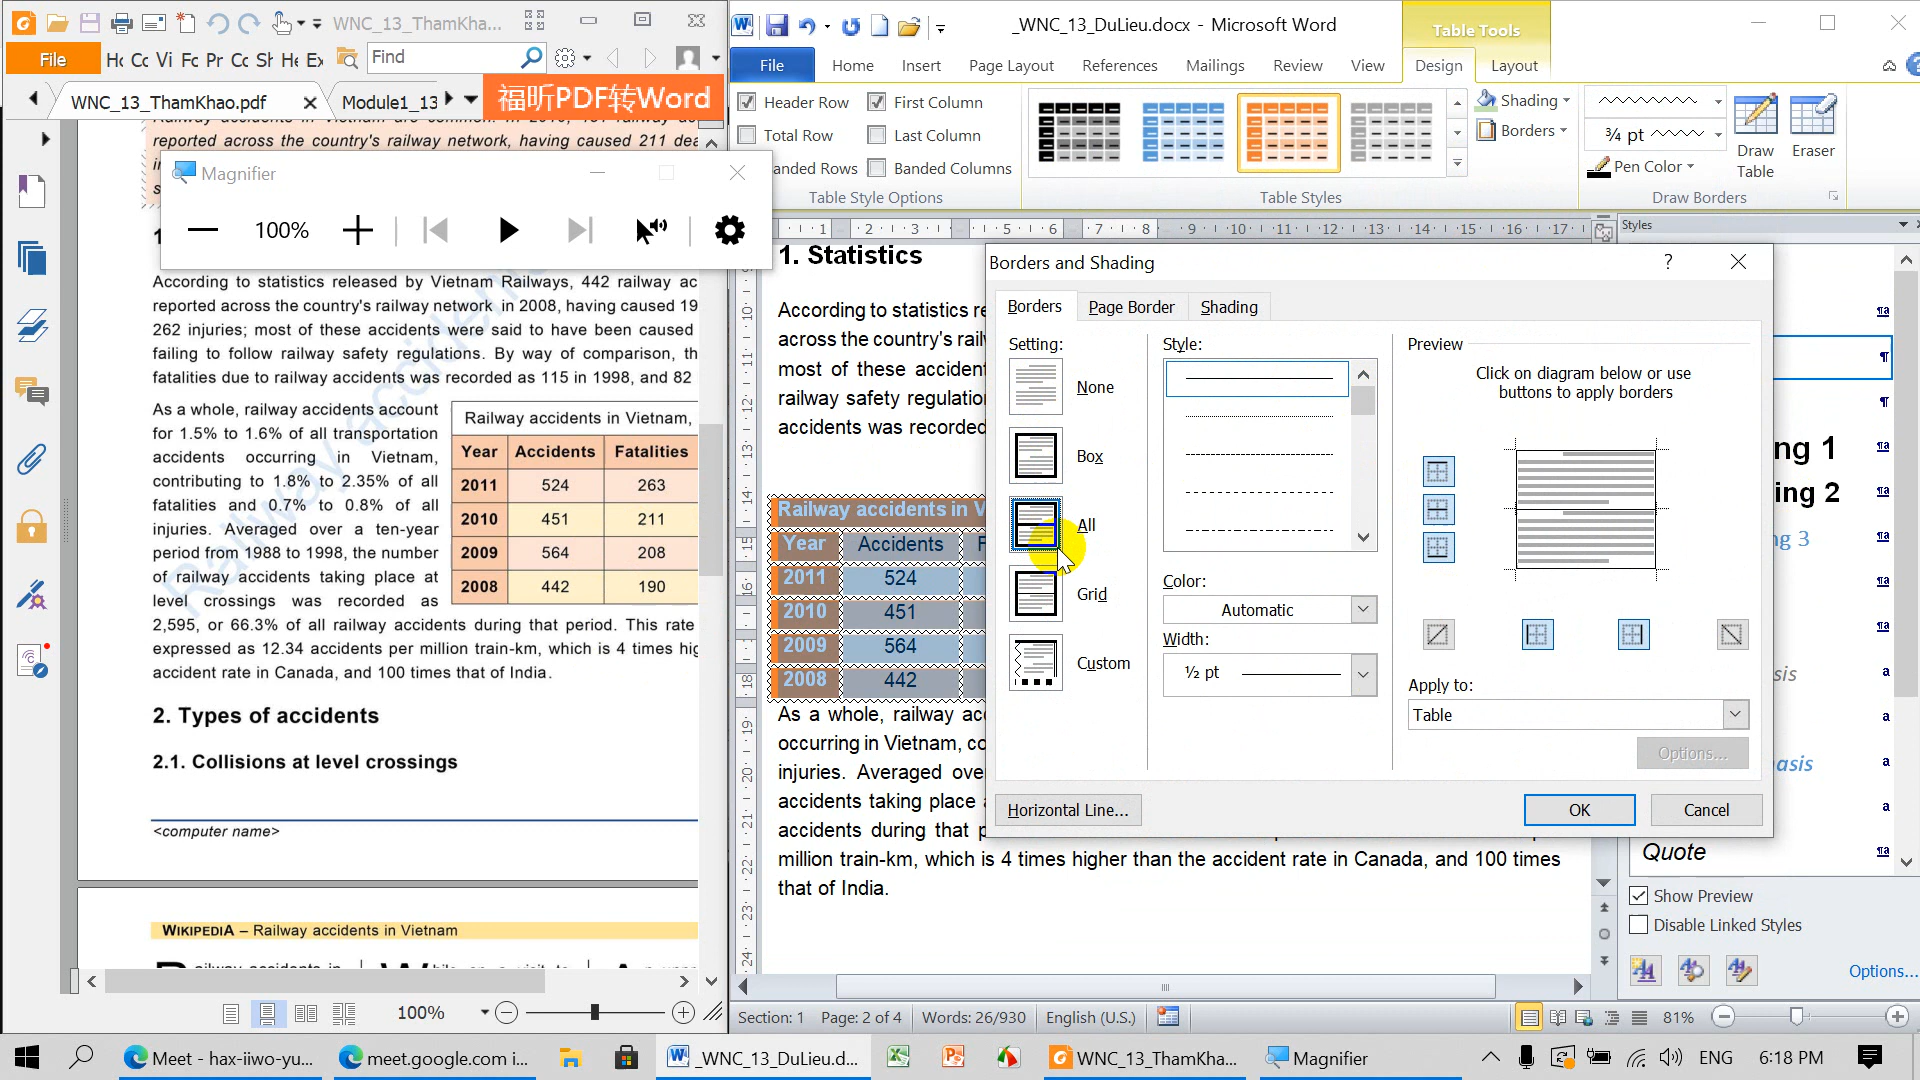 WNC_13_ThamKha...
File
Hc Cc Vi Fc Pr Cc Sh He Ex
Find
WNC_13_ThamKhao.pdf
Module1_13
福昕PDF转Word
reported across the country's railway network, having caused 211 dea
Magnifier
100%
According to statistics released by Vietnam Railways, 442 railway ac
reported across the country's railway network in 2008, having caused 19
262 injuries; most of these accidents were said to have been caused
failing to follow railway safety regulations. By way of comparison, th
fatalities due to railway accidents was recorded as 115 in 1998, and 82
As a whole, railway accidents account
for 1.5% to 1.6% of all transportation
accidents occurring in Vietnam,
contributing to 1.8% to 2.35% of all
fatalities and 0.7% to 0.8% of all
injuries. Averaged over a ten-year
period from 1988 to 1998, the number
of railway accidents taking place at
level crossings was recorded as
2,595, or 66.3% of all railway accidents during that period. This rate
expressed as 12.34 accidents per million train-km, which is 4 times hig
accident rate in Canada, and 100 times that of India.
Railway accidents in Vietnam,
Year Accidents Fatalities
2011 524 263
2010 451 211
2009 564 208
2008 442 190
2. Types of accidents
2.1. Collisions at level crossings
<computer name>
WIKIPEDIA – Railway accidents in Vietnam
100%
_WNC_13_DuLieu.docx - Microsoft Word
Table Tools
File Home Insert Page Layout References Mailings Review View Design Layout
Header Row First Column
Total Row Last Column
anded Rows Banded Columns
Table Style Options
Table Styles
Shading
Borders
¾ pt
Pen Color
Draw Table
Eraser
Draw Borders
Styles
1. Statistics
According to statistics re
across the country's railw
most of these accident
railway safety regulation
accidents was recorded
Railway accidents in V
Year Accidents F
2011 524
2010 451
2009 564
2008 442
As a whole, railway acc
occurring in Vietnam, co
injuries. Averaged ove
accidents taking place a
accidents during that p
million train-km, which is 4 times higher than the accident rate in Canada, and 100 times
that of India.
Borders and Shading
?
Borders Page Border Shading
Setting:
None
Box
All
Grid
Custom
Style:
Color:
Automatic
Width:
½ pt
Preview
Click on diagram below or use
buttons to apply borders
Apply to:
Table
Options...
Horizontal Line...
OK
Cancel
ng 1
ing 2
ng 3
sis
asis
Quote
Show Preview
Disable Linked Styles
Options...
Section: 1 Page: 2 of 4 Words: 26/930 English (U.S.)
81%
Meet - hax-iiwo-yu...
meet.google.com i...
_WNC_13_DuLieu.d...
WNC_13_ThamKha...
Magnifier
ENG
6:18 PM